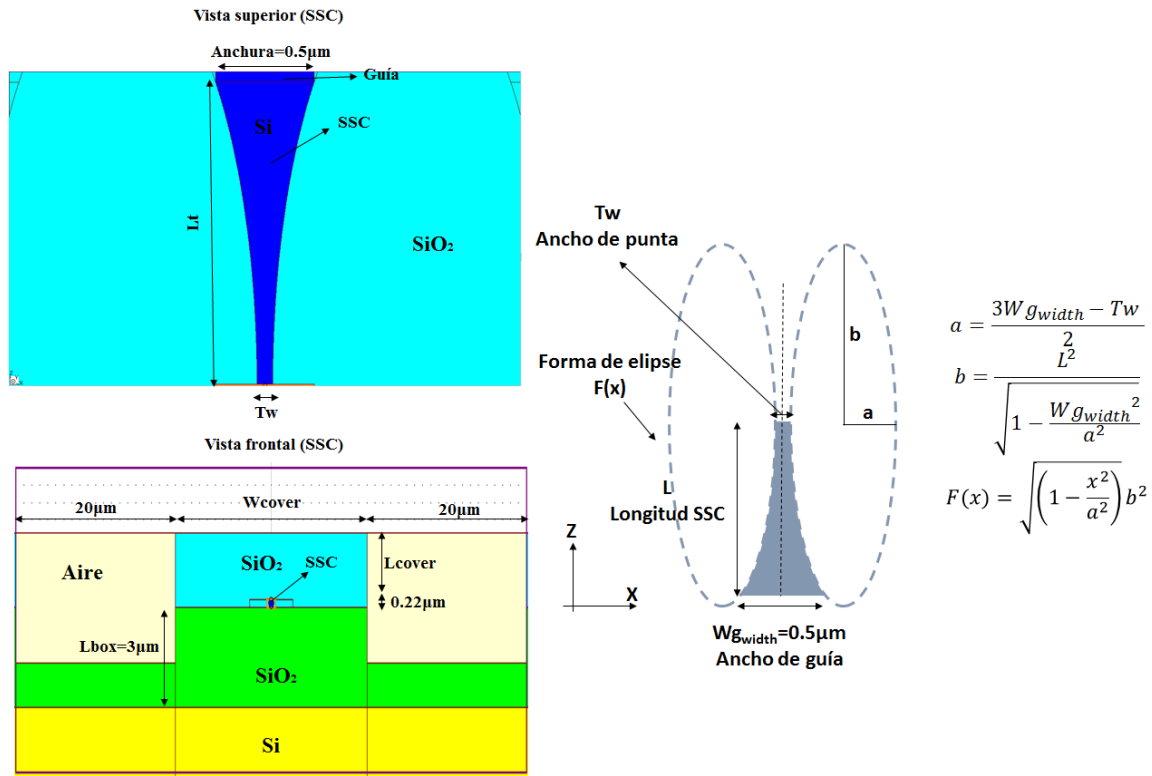 Vista superior (SSC)
Anchura=0.5μm
Guía
Si
SSC
Lt
SiO₂
Tw
Vista frontal (SSC)
20μm
Wcover
20μm
Aire
SiO₂
SSC
Lcover
0.22μm
Lbox=3μm
SiO₂
Si
Tw
Ancho de punta
Forma de elipse
F(x)
b
a
L
Longitud SSC
Z
X
Wg_width=0.5μm
Ancho de guía
a = (3Wg_width − Tw) / 2
b = L² / √(1 − Wg_width² / a²)
F(x) = √(1 − x²/a²) b²